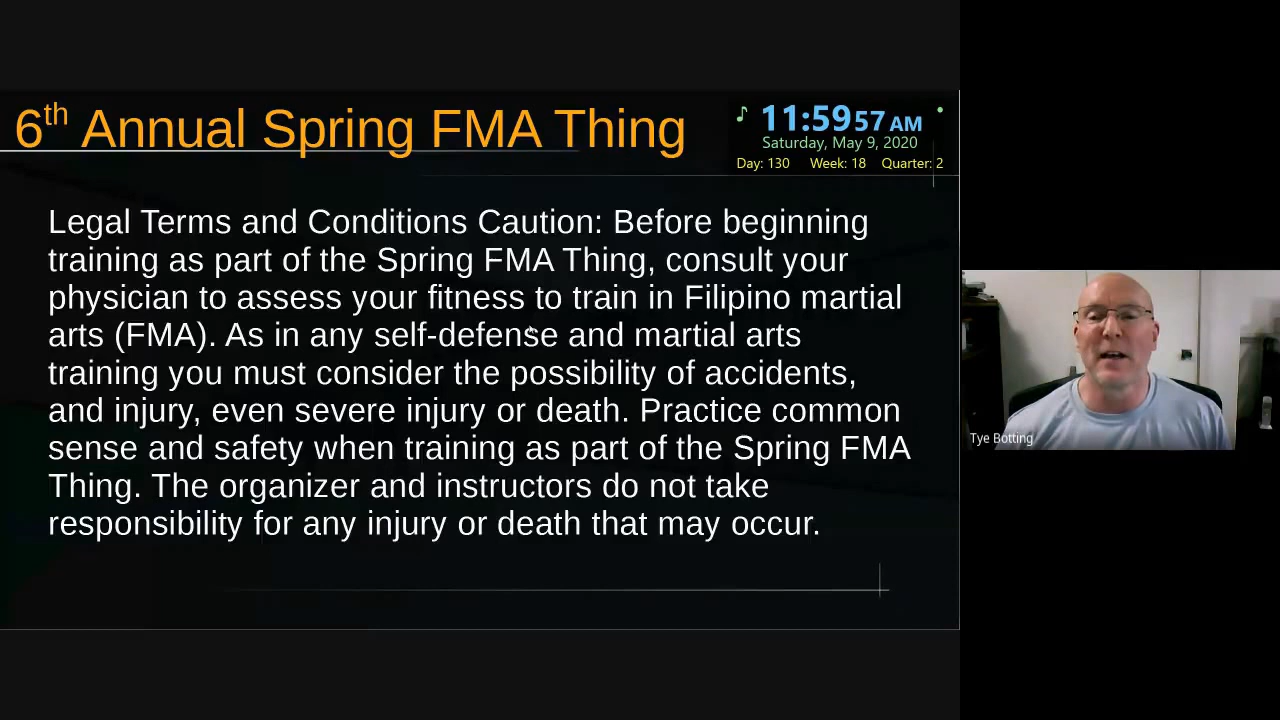 6th Annual Spring FMA Thing
11:59 57 AM
Saturday, May 9, 2020
Day: 130 Week: 18 Quarter: 2
Legal Terms and Conditions Caution: Before beginning
training as part of the Spring FMA Thing, consult your
physician to assess your fitness to train in Filipino martial
arts (FMA). As in any self-defense and martial arts
training you must consider the possibility of accidents,
and injury, even severe injury or death. Practice common
sense and safety when training as part of the Spring FMA
Thing. The organizer and instructors do not take
responsibility for any injury or death that may occur.
Tye Botting